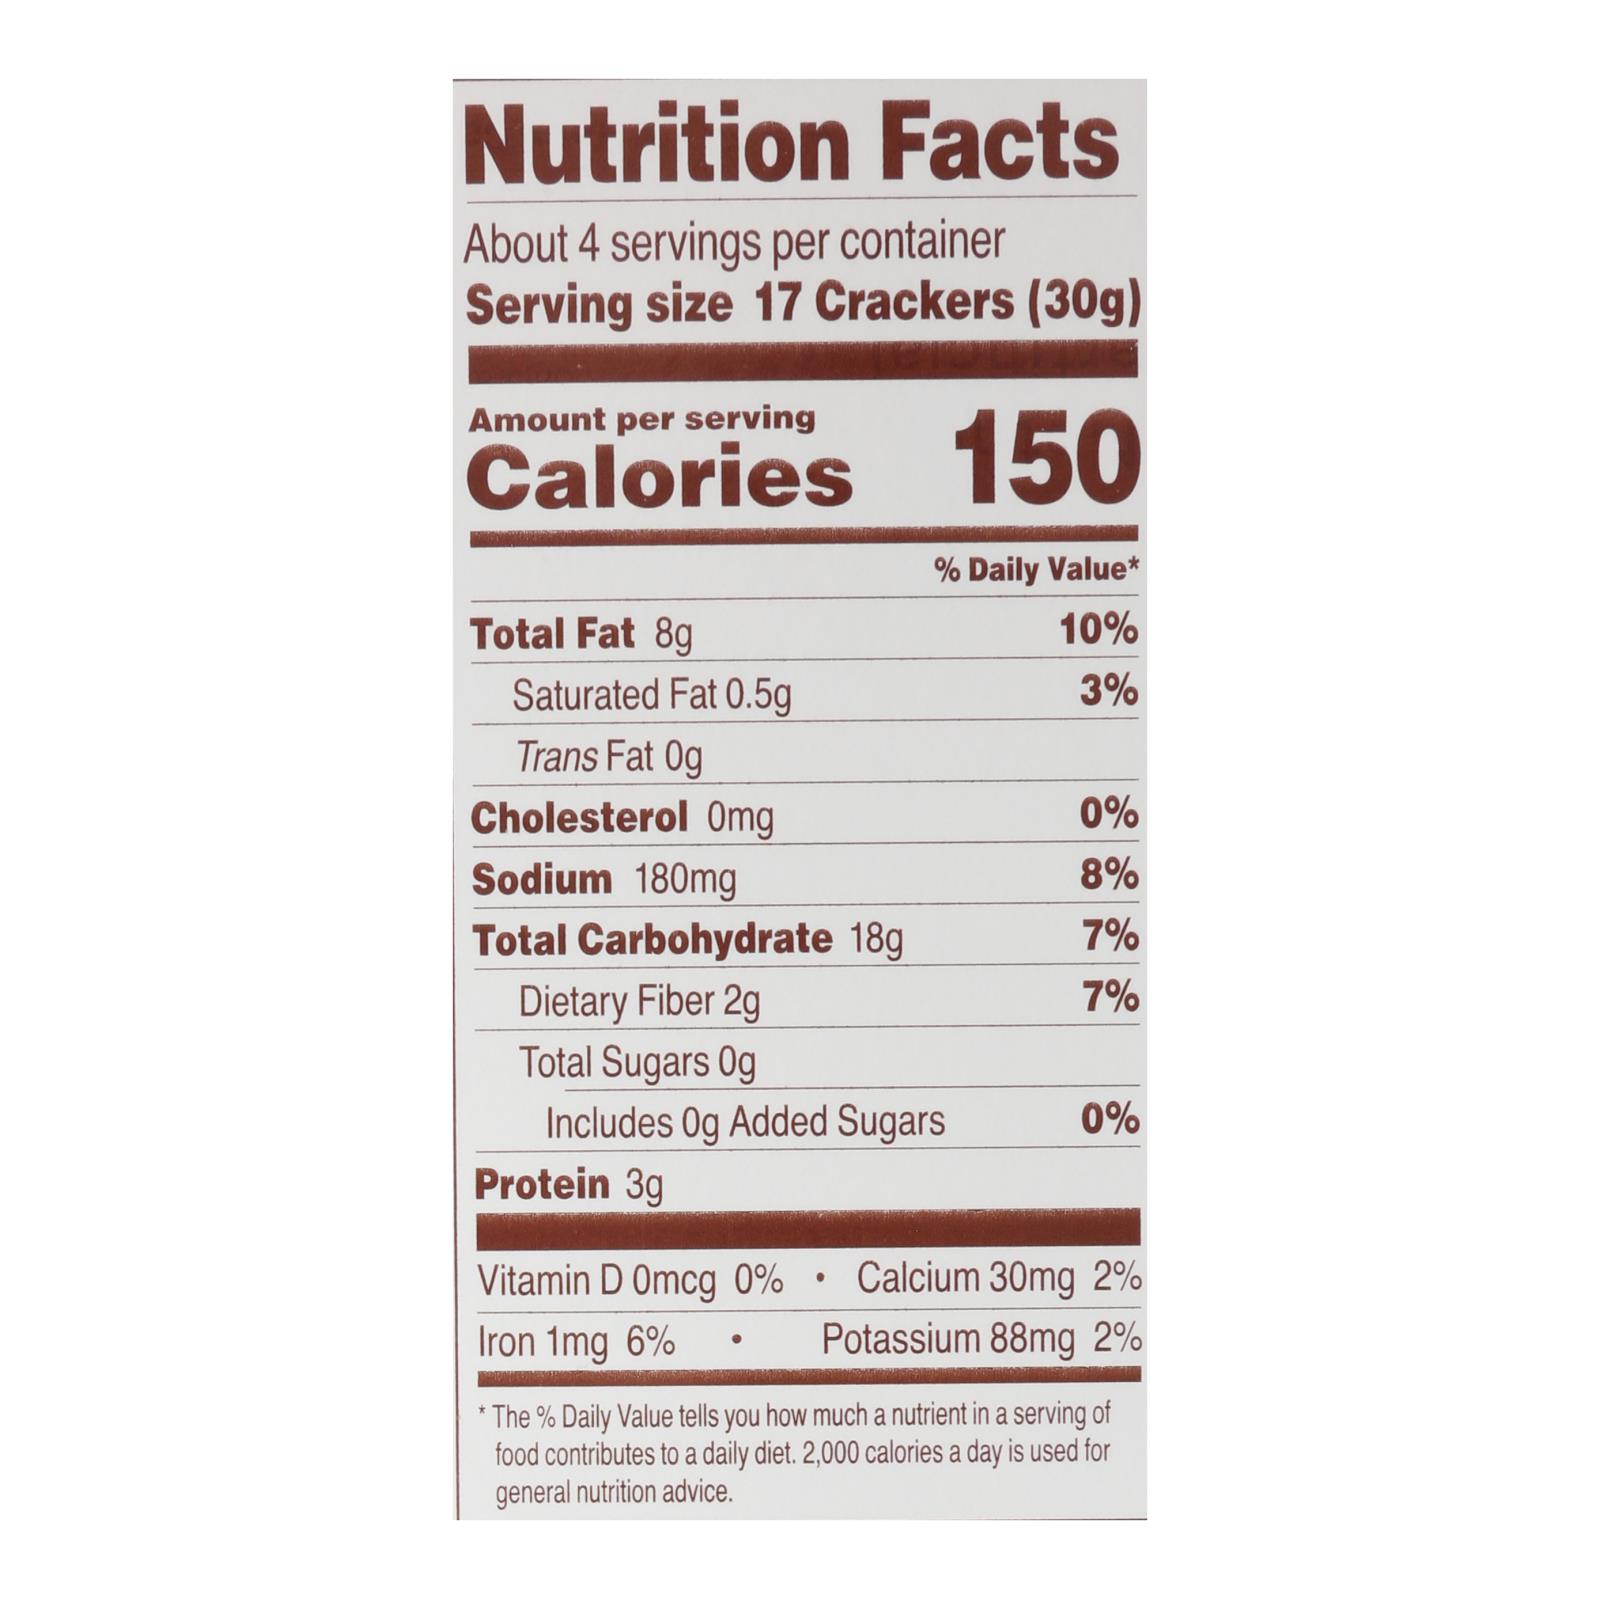 Nutrition Facts
About 4 servings per container
Serving size 17 Crackers (30g)
Amount per serving
Calories 150
% Daily Value*
Total Fat 8g 10%
Saturated Fat 0.5g 3%
Trans Fat 0g
Cholesterol 0mg 0%
Sodium 180mg 8%
Total Carbohydrate 18g 7%
Dietary Fiber 2g 7%
Total Sugars 0g
Includes 0g Added Sugars 0%
Protein 3g
Vitamin D 0mcg 0% • Calcium 30mg 2%
Iron 1mg 6% • Potassium 88mg 2%
* The % Daily Value tells you how much a nutrient in a serving of
food contributes to a daily diet. 2,000 calories a day is used for
general nutrition advice.